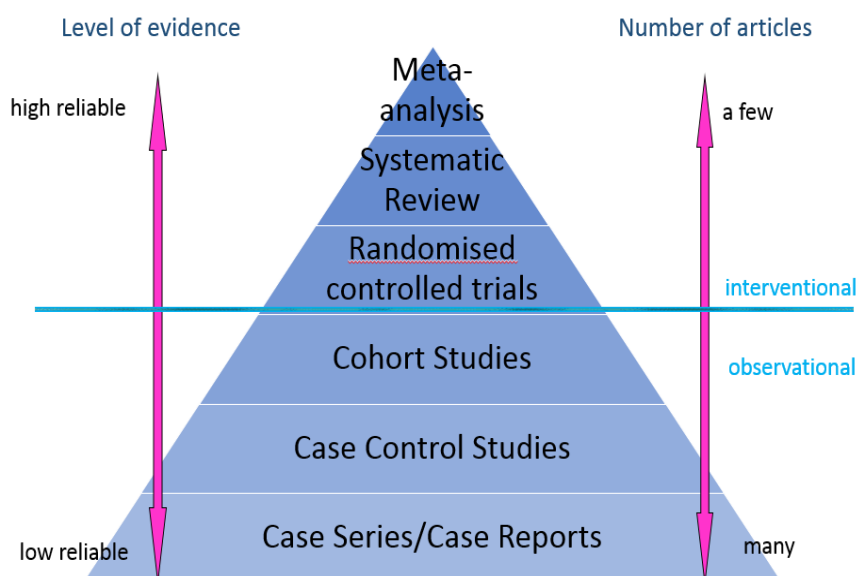 Level of evidence
Number of articles
high reliable
a few
Meta-
analysis
Systematic
Review
Randomised
controlled trials
interventional
Cohort Studies
observational
Case Control Studies
Case Series/Case Reports
low reliable
many